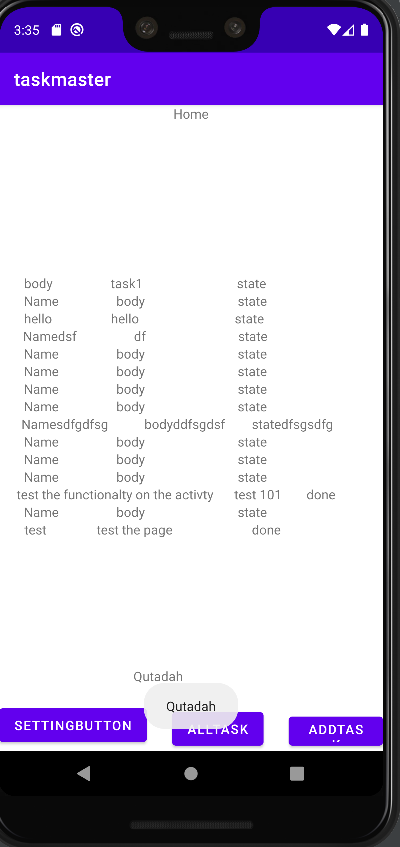 3:35
taskmaster
Home
body task1 state
Name body state
hello hello state
Namedsf df state
Name body state
Name body state
Name body state
Name body state
Namesdfgdfsg bodyddfsgdsf statedfsgsdfg
Name body state
Name body state
Name body state
test the functionalty on the activty test 101 done
Name body state
test test the page done
Qutadah
Qutadah
SETTINGBUTTON ALLTASK ADDTAS